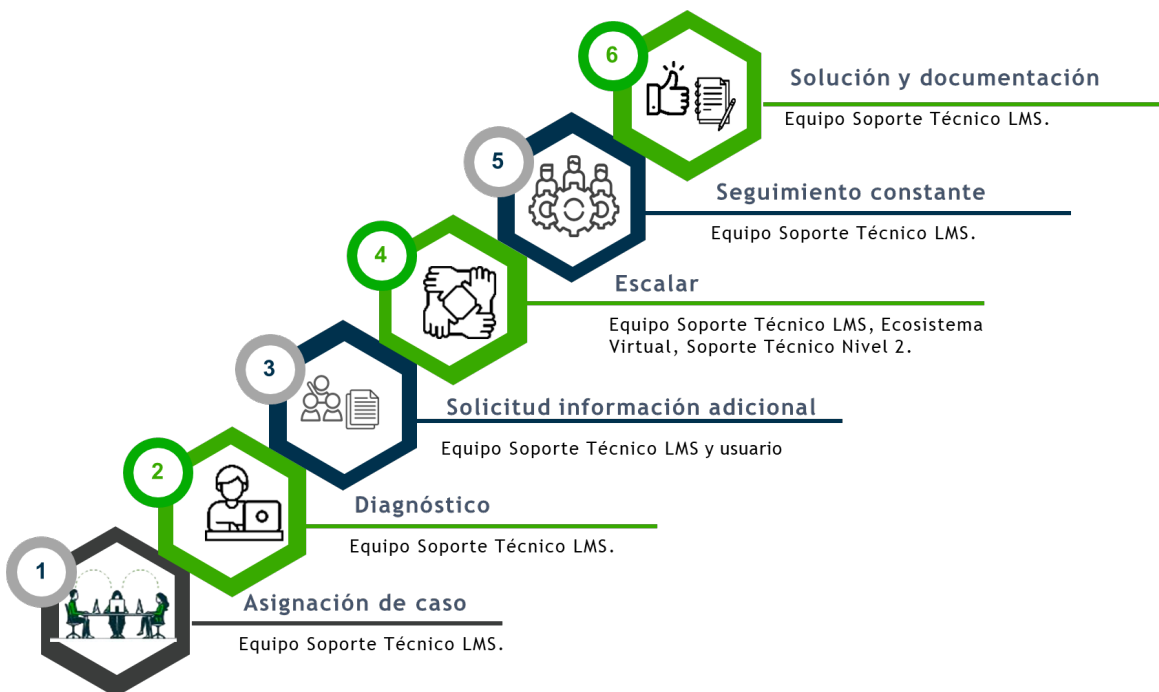 6
Solución y documentación
Equipo Soporte Técnico LMS.
5
Seguimiento constante
Equipo Soporte Técnico LMS.
4
Escalar
Equipo Soporte Técnico LMS, Ecosistema
Virtual, Soporte Técnico Nivel 2.
3
Solicitud información adicional
Equipo Soporte Técnico LMS y usuario
2
Diagnóstico
Equipo Soporte Técnico LMS.
1
Asignación de caso
Equipo Soporte Técnico LMS.